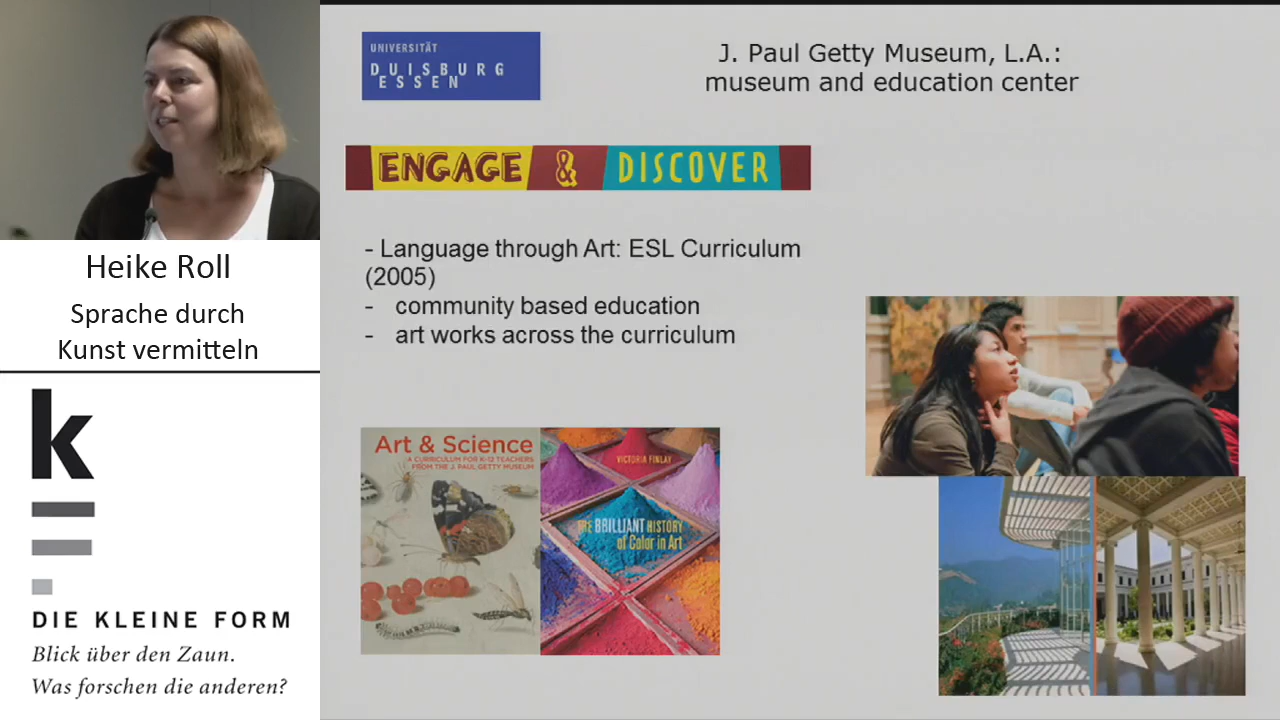 Heike Roll
Sprache durch
Kunst vermitteln
k
DIE KLEINE FORM
Blick über den Zaun.
Was forschen die anderen?
UNIVERSITÄT
DUISBURG
ESSEN
J. Paul Getty Museum, L.A.:
museum and education center
ENGAGE & DISCOVER
- Language through Art: ESL Curriculum
(2005)
- community based education
- art works across the curriculum
Art & Science
A CURRICULUM FOR K–12 TEACHERS
FROM THE J. PAUL GETTY MUSEUM
VICTORIA FINLAY
THE BRILLIANT HISTORY
of Color in Art